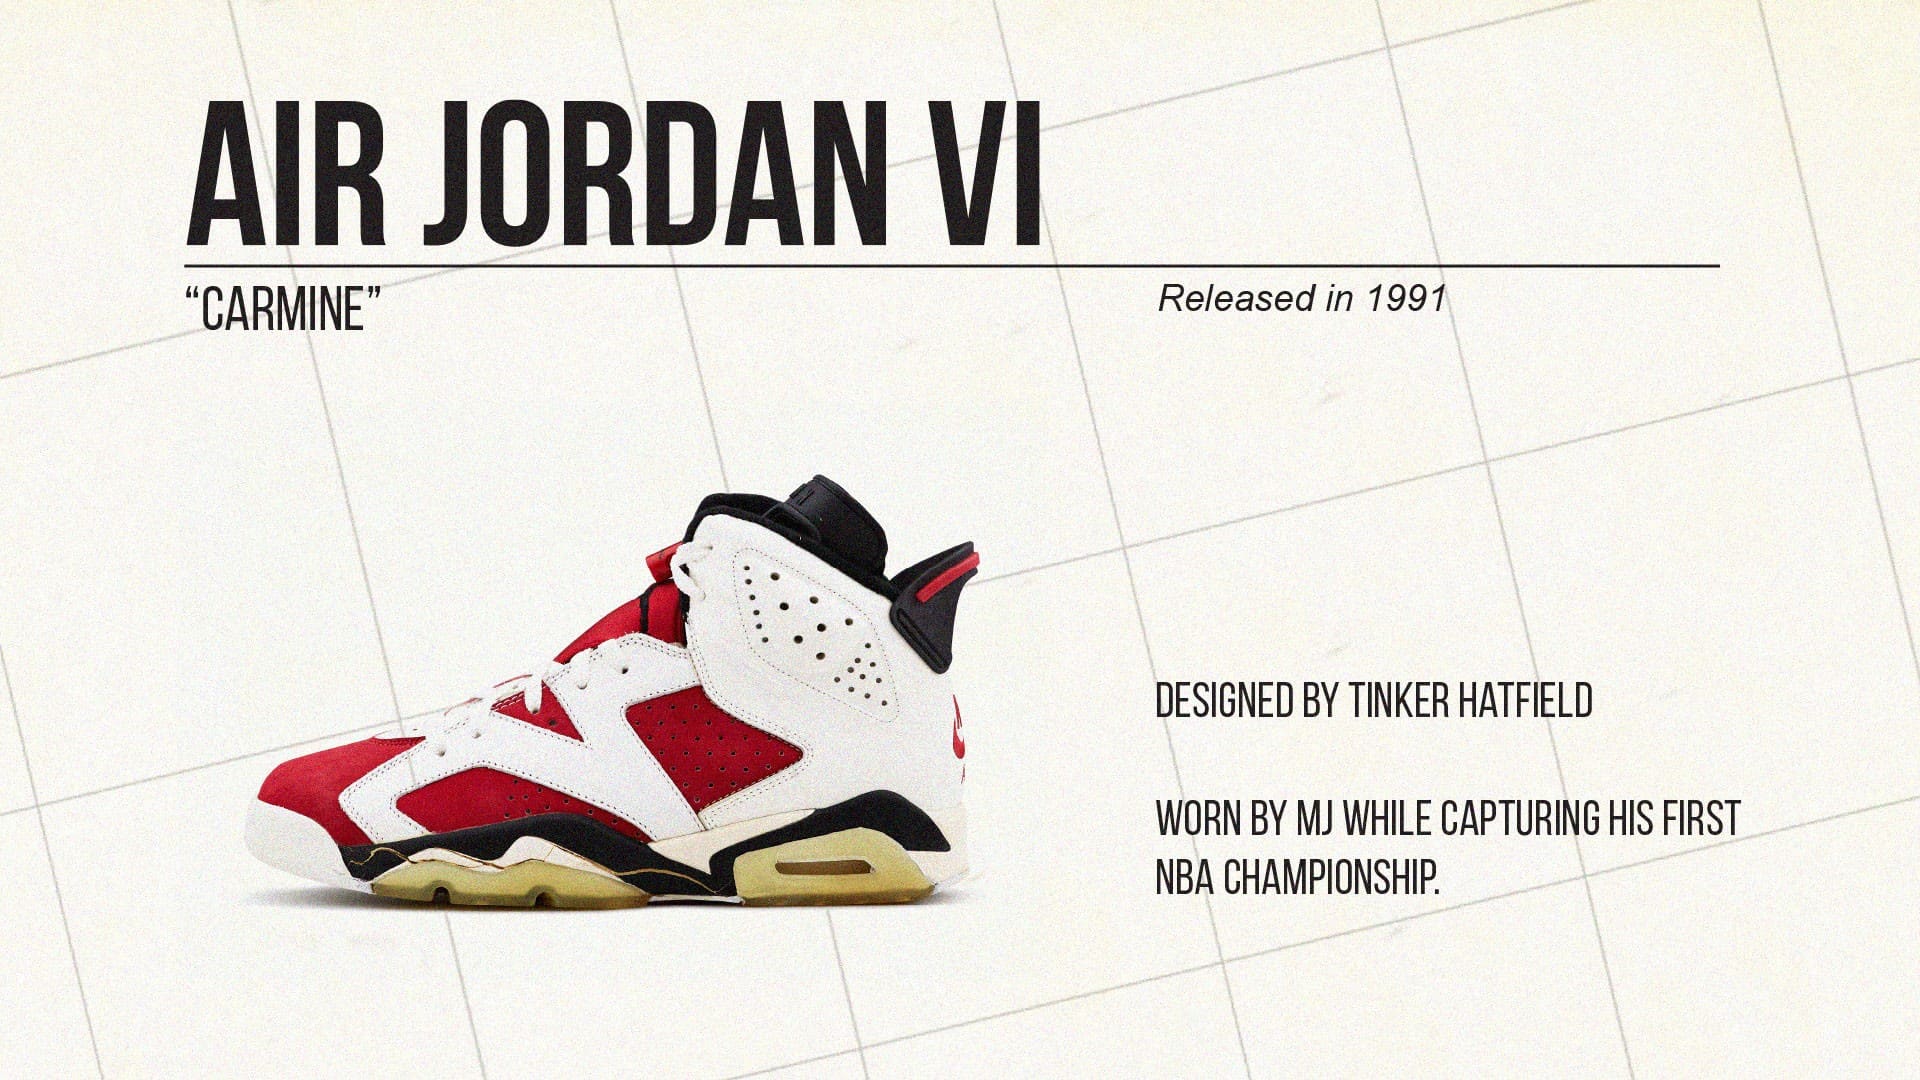 AIR JORDAN VI
“CARMINE”
Released in 1991
DESIGNED BY TINKER HATFIELD
WORN BY MJ WHILE CAPTURING HIS FIRST
NBA CHAMPIONSHIP.